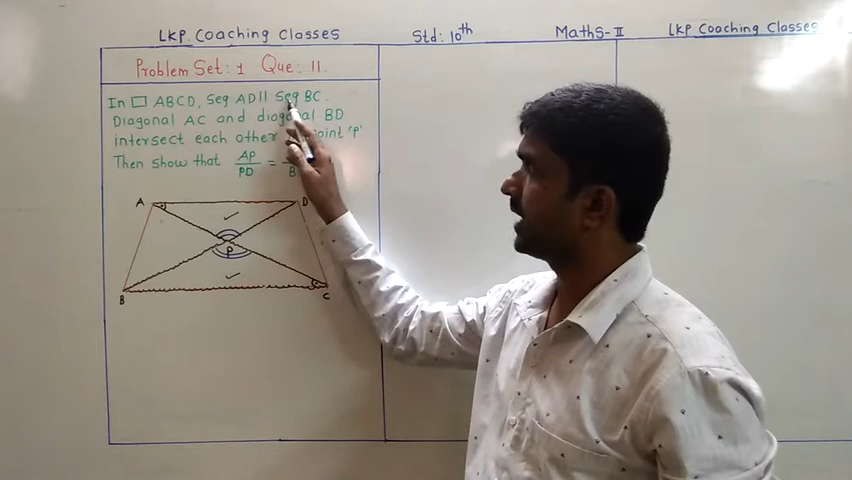 LKP. Coaching Classes
Std: 10th
Maths-II
LKP Coaching Classes
Problem Set: 1 Que: 11.
In □ ABCD, Seg AD || Seg BC.
Diagonal AC and diagonal BD
intersect each other point 'P'
Then show that AP/PD =
A
D
P
B
C